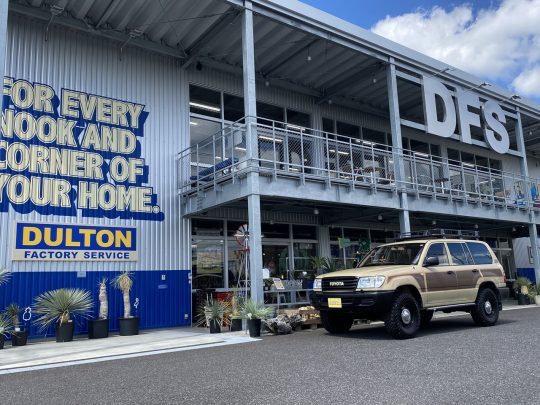 FOR EVERY
NOOK AND
CORNER OF
YOUR HOME.
DULTON
FACTORY SERVICE
DFS
TOYOTA